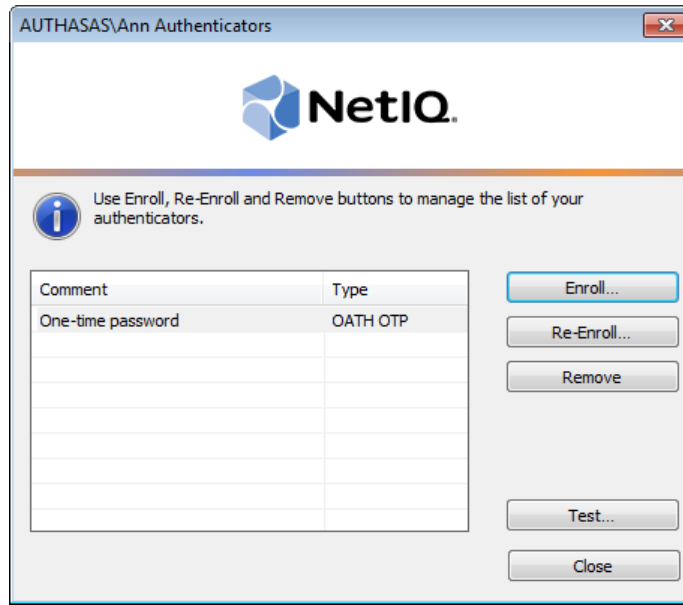 AUTHASAS\Ann Authenticators
NetIQ.
Use Enroll, Re-Enroll and Remove buttons to manage the list of your
authenticators.
Comment Type
One-time password OATH OTP
Enroll...
Re-Enroll...
Remove
Test...
Close